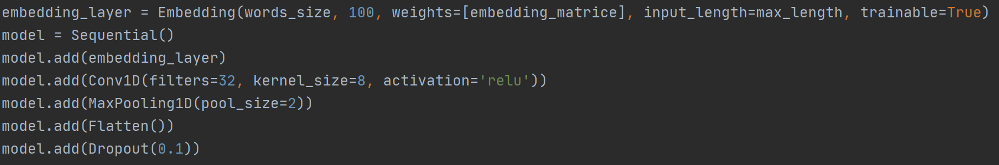 embedding_layer = Embedding(words_size, 100, weights=[embedding_matrice], input_length=max_length, trainable=True)
model = Sequential()
model.add(embedding_layer)
model.add(Conv1D(filters=32, kernel_size=8, activation='relu'))
model.add(MaxPooling1D(pool_size=2))
model.add(Flatten())
model.add(Dropout(0.1))